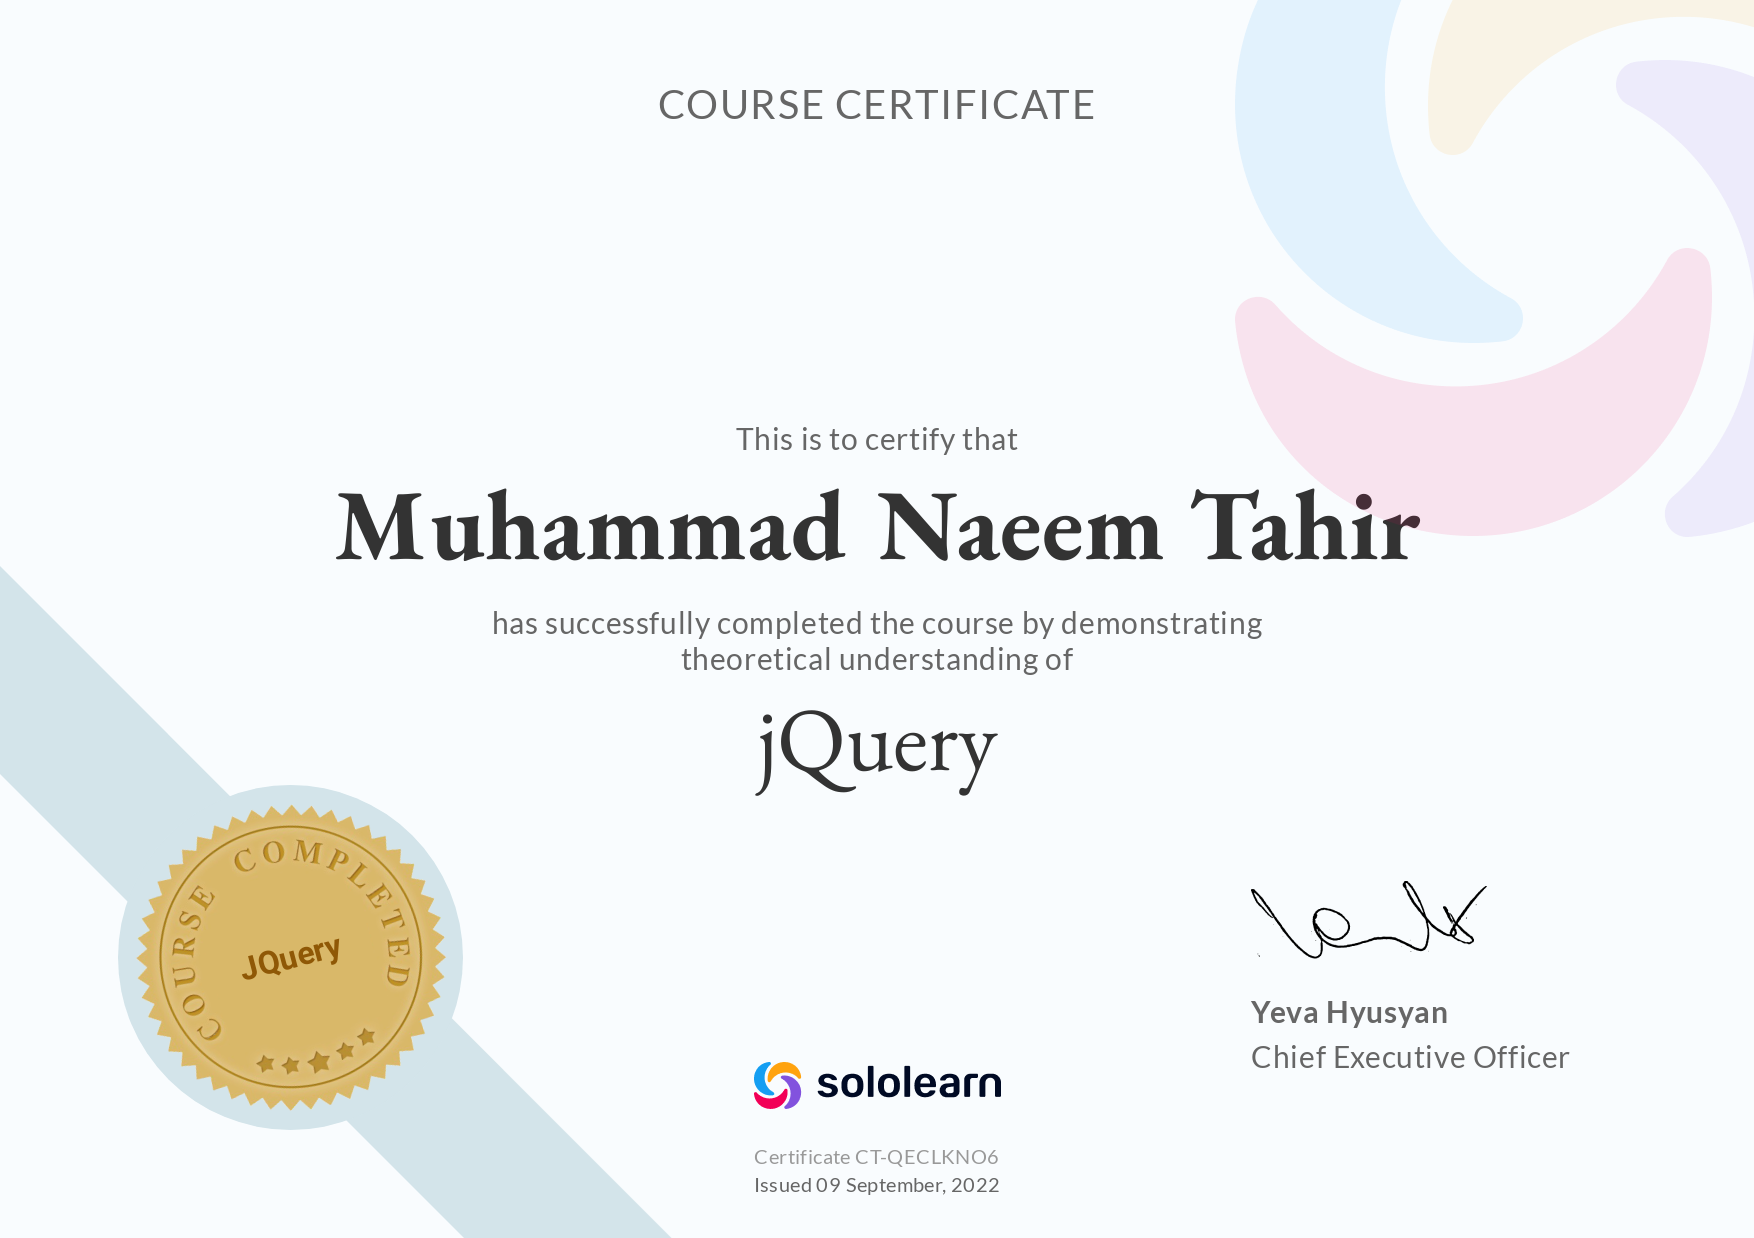 COURSE CERTIFICATE
This is to certify that
Muhammad Naeem Tahir
has successfully completed the course by demonstrating
theoretical understanding of
jQuery
COURSE COMPLETED
JQuery
Yeva Hyusyan
Chief Executive Officer
sololearn
Certificate CT-QECLKNO6
Issued 09 September, 2022